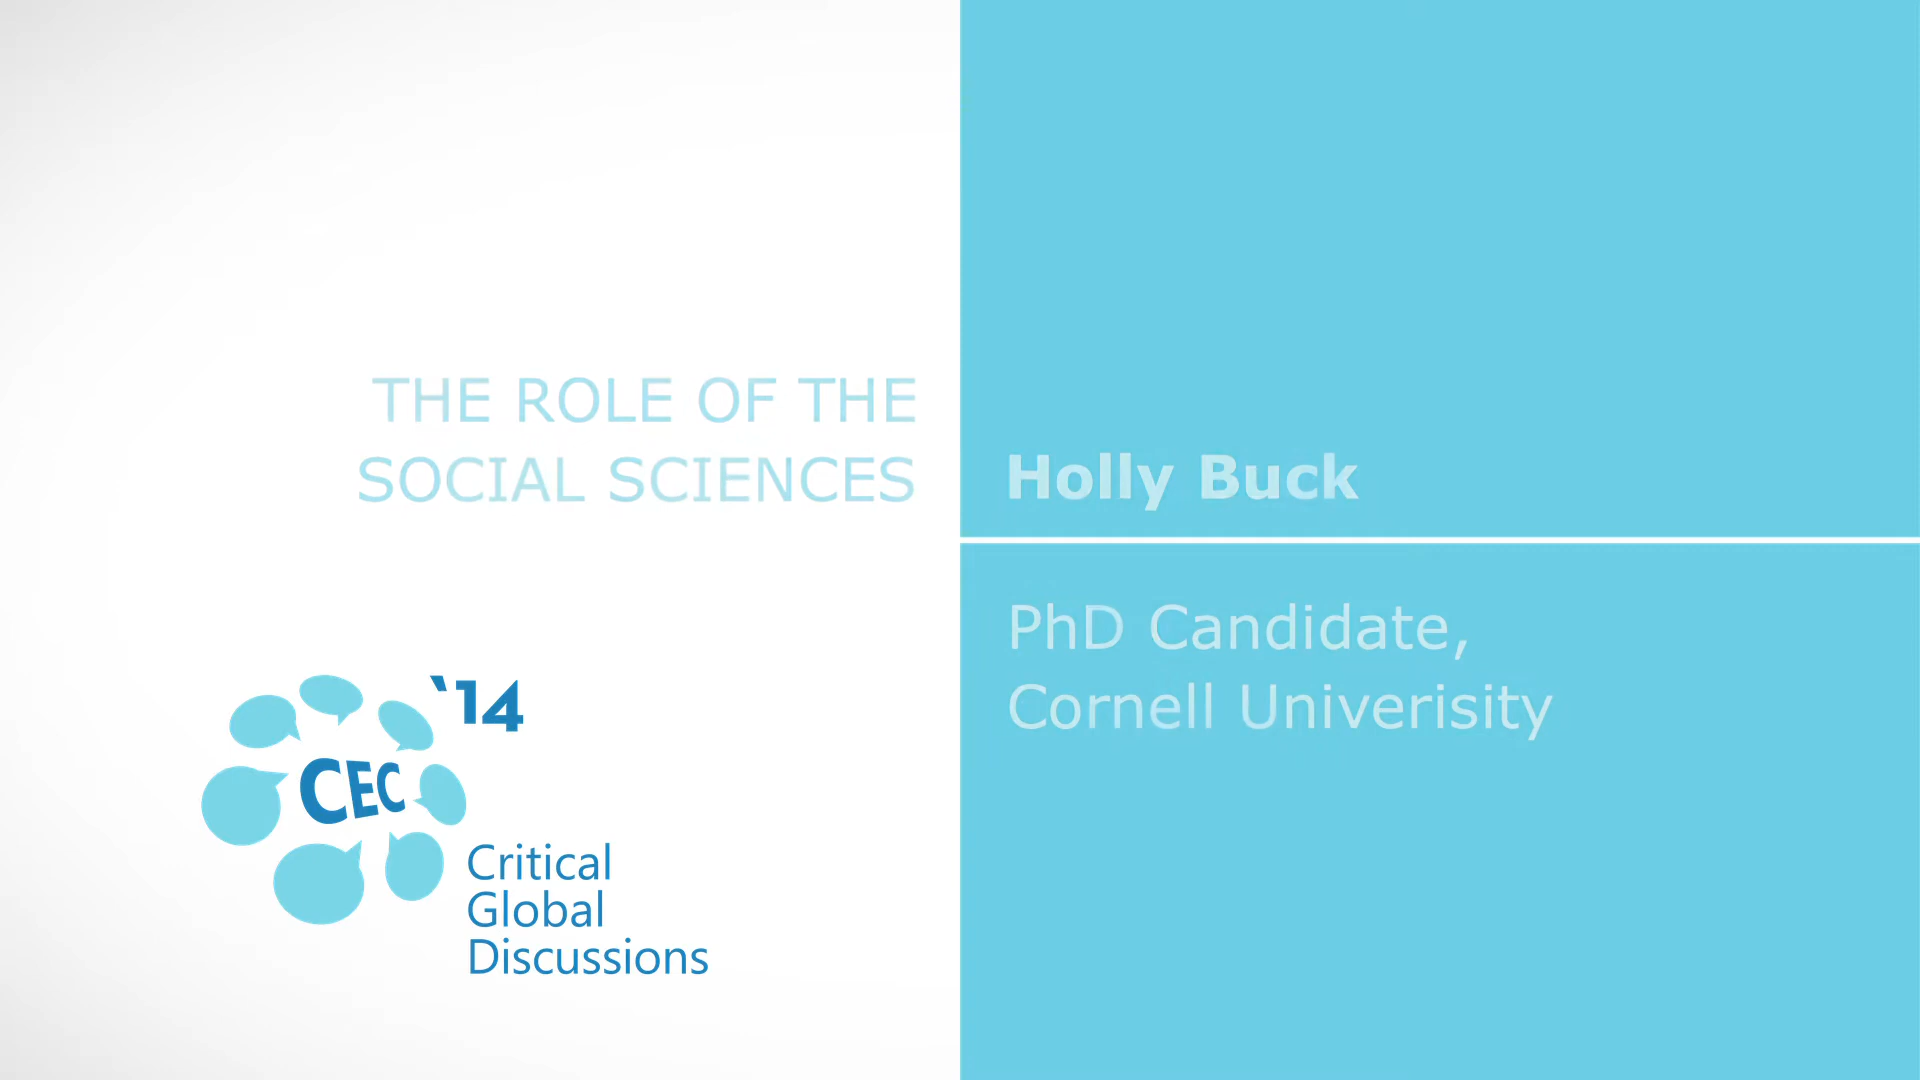 THE ROLE OF THE
SOCIAL SCIENCES
Holly Buck
PhD Candidate,
Cornell Univerisity
`14
CEC
Critical
Global
Discussions